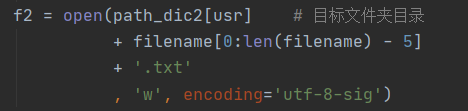 f2 = open(path_dic2[usr]    # 目标文件夹目录
+ filename[0:len(filename) - 5]
+ '.txt'
, 'w', encoding='utf-8-sig')